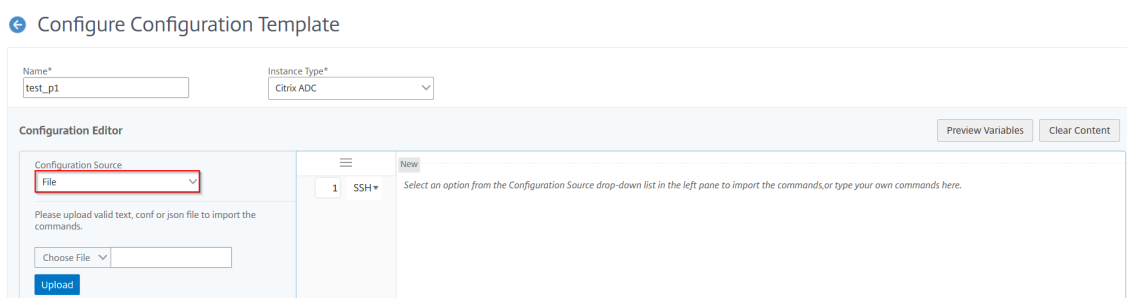 Configure Configuration Template
Name*
Instance Type*
test_p1
Citrix ADC
Configuration Editor
Preview Variables
Clear Content
Configuration Source
File
Please upload valid text, conf or json file to import the
commands.
Choose File
Upload
New
1
SSH
Select an option from the Configuration Source drop-down list in the left pane to import the commands,or type your own commands here.